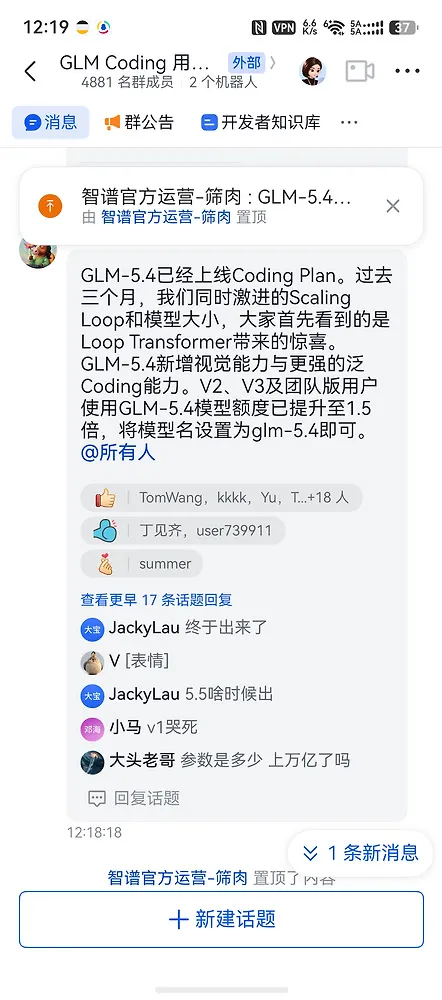 12:19
VPN
6.6
K/s
6
5A
5A
37
GLM Coding 用... 外部
4881 名群成员 | 2 个机器人
消息
群公告
开发者知识库
...
智谱官方运营-筛肉 : GLM-5.4...
由 智谱官方运营-筛肉 置顶
GLM-5.4已经上线Coding Plan。过去
三个月，我们同时激进的Scaling
Loop和模型大小，大家首先看到的是
Loop Transformer带来的惊喜。
GLM-5.4新增视觉能力与更强的泛
Coding能力。V2、V3及团队版用户
使用GLM-5.4模型额度已提升至1.5
倍，将模型名设置为glm-5.4即可。
@所有人
TomWang，kkkk，Yu，T...+18 人
丁见齐，user739911
summer
查看更早 17 条话题回复
大宝 JackyLau 终于出来了
V [表情]
大宝 JackyLau 5.5啥时候出
邓海 小马 v1哭死
大头老哥 参数是多少 上万亿了吗
回复话题
12:18:18
1 条新消息
智谱官方运营-筛肉 置顶了内容
新建话题